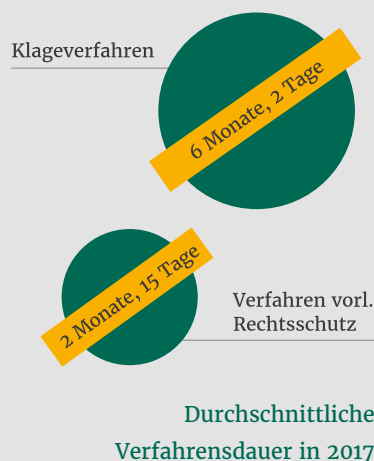 Klageverfahren
6 Monate, 2 Tage
2 Monate, 15 Tage
Verfahren vorl.
Rechtsschutz
Durchschnittliche
Verfahrensdauer in 2017